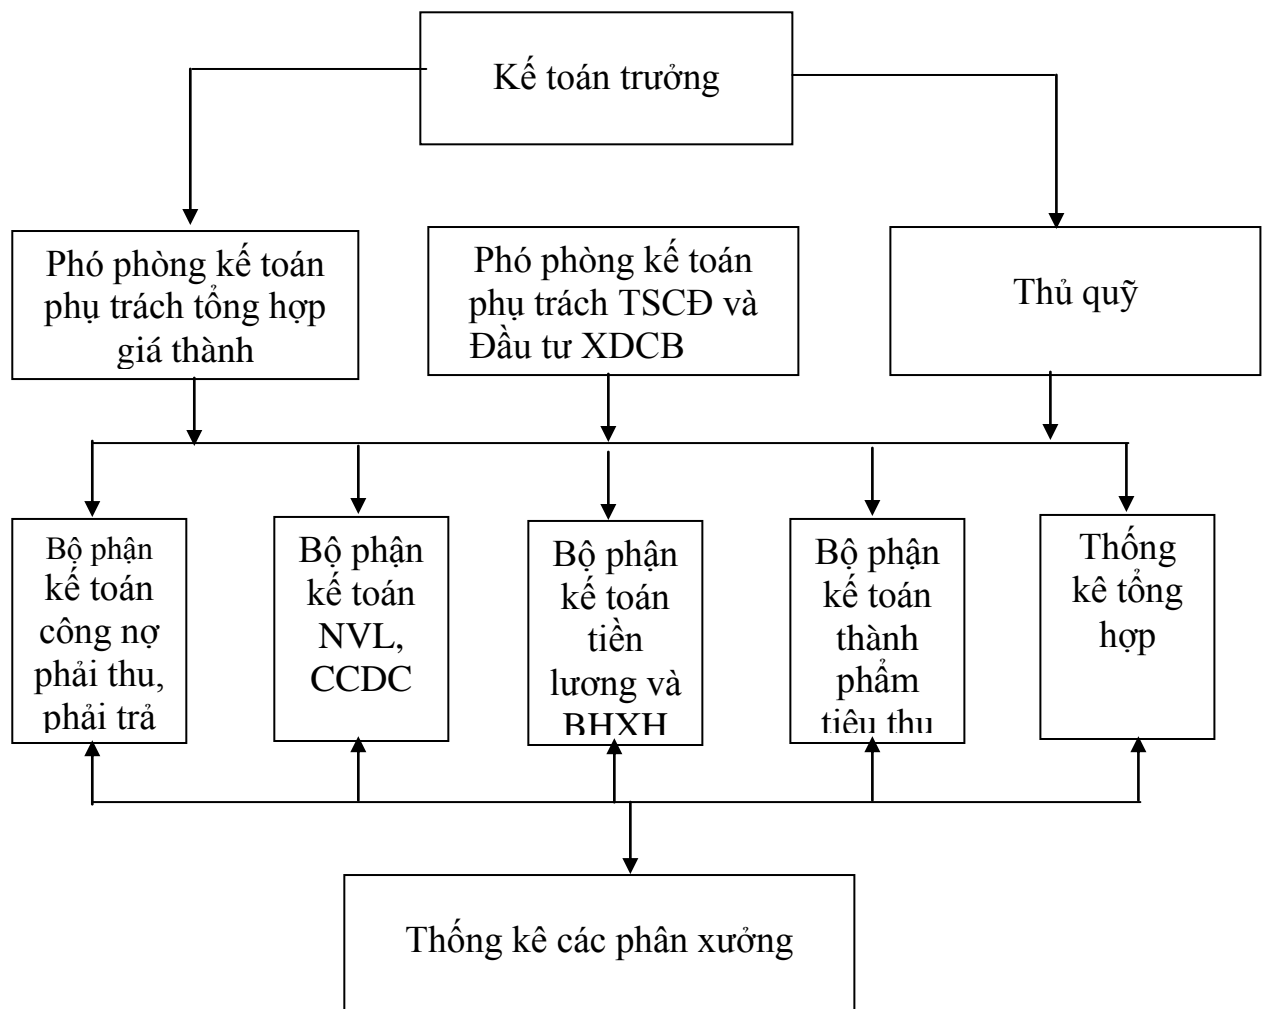 Kế toán trưởng
Phó phòng kế toán
phụ trách tổng hợp
giá thành
Phó phòng kế toán
phụ trách TSCĐ và
Đầu tư XDCB
Thủ quỹ
Bộ phận
kế toán
công nợ
phải thu,
phải trả
Bộ phận
kế toán
NVL,
CCDC
Bộ phận
kế toán
tiền
lương và
BHXH
Bộ phận
kế toán
thành
phẩm
tiêu thụ
Thống
kê tổng
hợp
Thống kê các phân xưởng